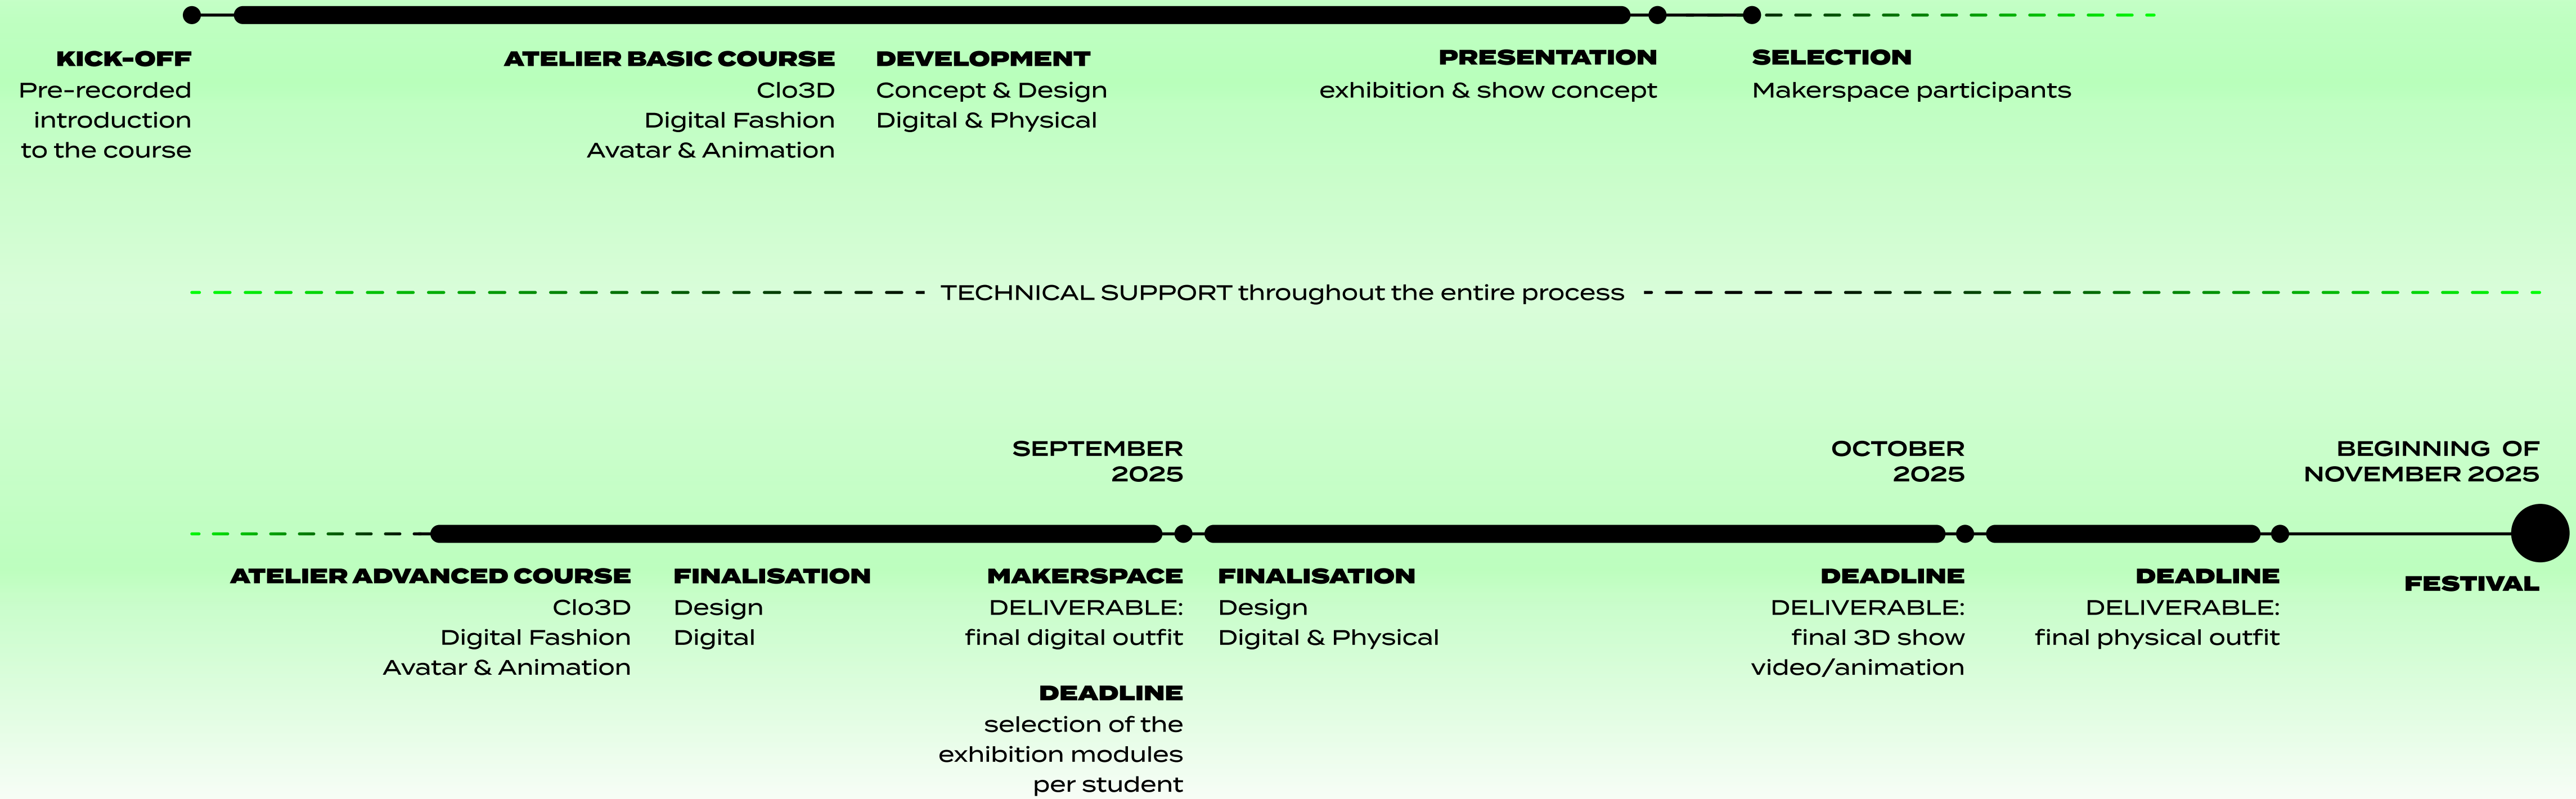 KICK-OFF
Pre-recorded
introduction
to the course
ATELIER BASIC COURSE
Clo3D
Digital Fashion
Avatar & Animation
DEVELOPMENT
Concept & Design
Digital & Physical
PRESENTATION
exhibition & show concept
SELECTION
Makerspace participants
TECHNICAL SUPPORT throughout the entire process
SEPTEMBER
2025
OCTOBER
2025
BEGINNING OF
NOVEMBER 2025
ATELIER ADVANCED COURSE
Clo3D
Digital Fashion
Avatar & Animation
FINALISATION
Design
Digital
MAKERSPACE
DELIVERABLE:
final digital outfit
DEADLINE
selection of the
exhibition modules
per student
FINALISATION
Design
Digital & Physical
DEADLINE
DELIVERABLE:
final 3D show
video/animation
DEADLINE
DELIVERABLE:
final physical outfit
FESTIVAL